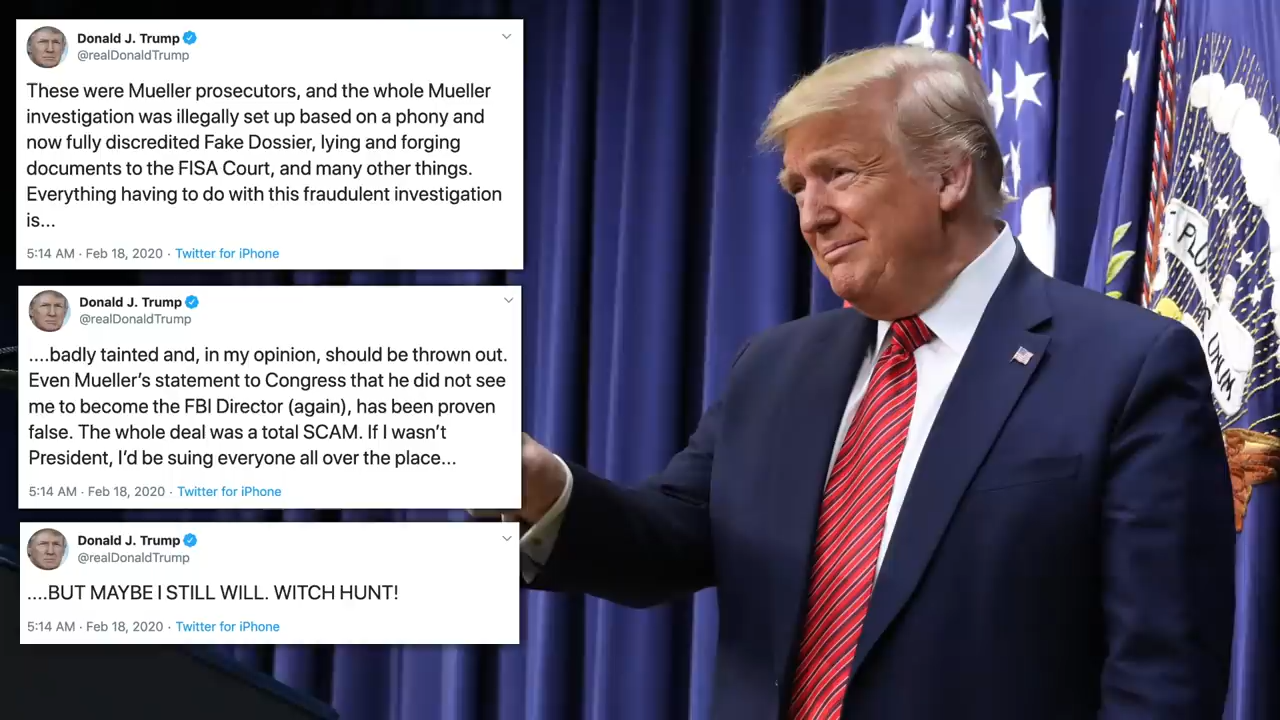 Donald J. Trump
@realDonaldTrump
These were Mueller prosecutors, and the whole Mueller
investigation was illegally set up based on a phony and
now fully discredited Fake Dossier, lying and forging
documents to the FISA Court, and many other things.
Everything having to do with this fraudulent investigation
is...
5:14 AM · Feb 18, 2020 · Twitter for iPhone
Donald J. Trump
@realDonaldTrump
....badly tainted and, in my opinion, should be thrown out.
Even Mueller's statement to Congress that he did not see
me to become the FBI Director (again), has been proven
false. The whole deal was a total SCAM. If I wasn't
President, I'd be suing everyone all over the place...
5:14 AM · Feb 18, 2020 · Twitter for iPhone
Donald J. Trump
@realDonaldTrump
....BUT MAYBE I STILL WILL. WITCH HUNT!
5:14 AM · Feb 18, 2020 · Twitter for iPhone
UNUM